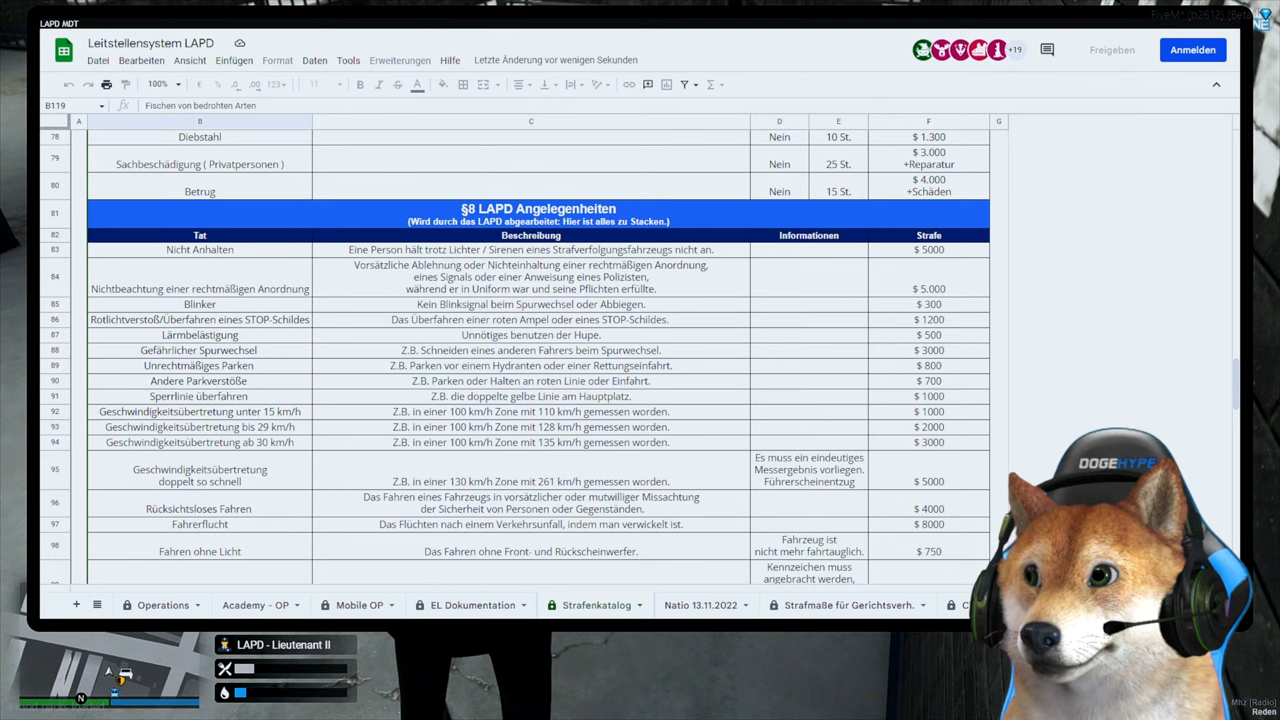 LAPD MDT
FiveM* (b2612) (Beta)
Leitstellensystem LAPD
Datei Bearbeiten Ansicht Einfügen Format Daten Tools Erweiterungen Hilfe Letzte Änderung vor wenigen Sekunden
+19
Freigeben
Anmelden
100% € % .0 .00 123 11 B I S A
B119 fx Fischen von bedrohten Arten
A B C D E F G
78 Diebstahl Nein 10 St. $ 1.300
79 Sachbeschädigung ( Privatpersonen ) Nein 25 St. $ 3.000
+Reparatur
80 Betrug Nein 15 St. $ 4.000
+Schäden
81 §8 LAPD Angelegenheiten
(Wird durch das LAPD abgearbeitet: Hier ist alles zu Stacken.)
82 Tat Beschreibung Informationen Strafe
83 Nicht Anhalten Eine Person hält trotz Lichter / Sirenen eines Strafverfolgungsfahrzeugs nicht an. $ 5000
84 Nichtbeachtung einer rechtmäßigen Anordnung Vorsätzliche Ablehnung oder Nichteinhaltung einer rechtmäßigen Anordnung,
eines Signals oder einer Anweisung eines Polizisten,
während er in Uniform war und seine Pflichten erfüllte. $ 5.000
85 Blinker Kein Blinksignal beim Spurwechsel oder Abbiegen. $ 300
86 Rotlichtverstoß/Überfahren eines STOP-Schildes Das Überfahren einer roten Ampel oder eines STOP-Schildes. $ 1200
87 Lärmbelästigung Unnötiges benutzen der Hupe. $ 500
88 Gefährlicher Spurwechsel Z.B. Schneiden eines anderen Fahrers beim Spurwechsel. $ 3000
89 Unrechtmäßiges Parken Z.B. Parken vor einem Hydranten oder einer Rettungseinfahrt. $ 800
90 Andere Parkverstöße Z.B. Parken oder Halten an roten Linie oder Einfahrt. $ 700
91 Sperrlinie überfahren Z.B. die doppelte gelbe Linie am Hauptplatz. $ 1000
92 Geschwindigkeitsübertretung unter 15 km/h Z.B. in einer 100 km/h Zone mit 110 km/h gemessen worden. $ 1000
93 Geschwindigkeitsübertretung bis 29 km/h Z.B. in einer 100 km/h Zone mit 128 km/h gemessen worden. $ 2000
94 Geschwindigkeitsübertretung ab 30 km/h Z.B. in einer 100 km/h Zone mit 135 km/h gemessen worden. $ 3000
95 Geschwindigkeitsübertretung
doppelt so schnell Z.B. in einer 130 km/h Zone mit 261 km/h gemessen worden. Es muss ein eindeutiges
Messergebnis vorliegen.
Führerscheinentzug $ 5000
96 Rücksichtsloses Fahren Das Fahren eines Fahrzeugs in vorsätzlicher oder mutwilliger Missachtung
der Sicherheit von Personen oder Gegenständen. $ 4000
97 Fahrerflucht Das Flüchten nach einem Verkehrsunfall, indem man verwickelt ist. $ 8000
98 Fahren ohne Licht Das Fahren ohne Front- und Rückscheinwerfer. Fahrzeug ist
nicht mehr fahrtauglich. $ 750
Kennzeichen muss
angebracht werden,
Operations Academy - OP Mobile OP EL Dokumentation Strafenkatalog Natio 13.11.2022 Strafmaße für Gerichtsverh. C
DOGEHYPE
LAPD - Lieutenant II
N
Mhz [Radio]
Reden